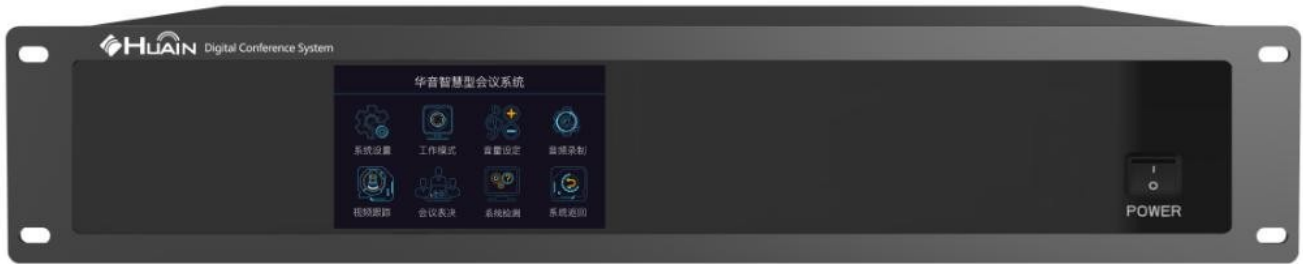 HUAIN Digital Conference System
华音智慧型会议系统
系统设置 工作模式 音量设定 音频录制
视频跟踪 会议表决 系统检测 系统返回
I
O
POWER